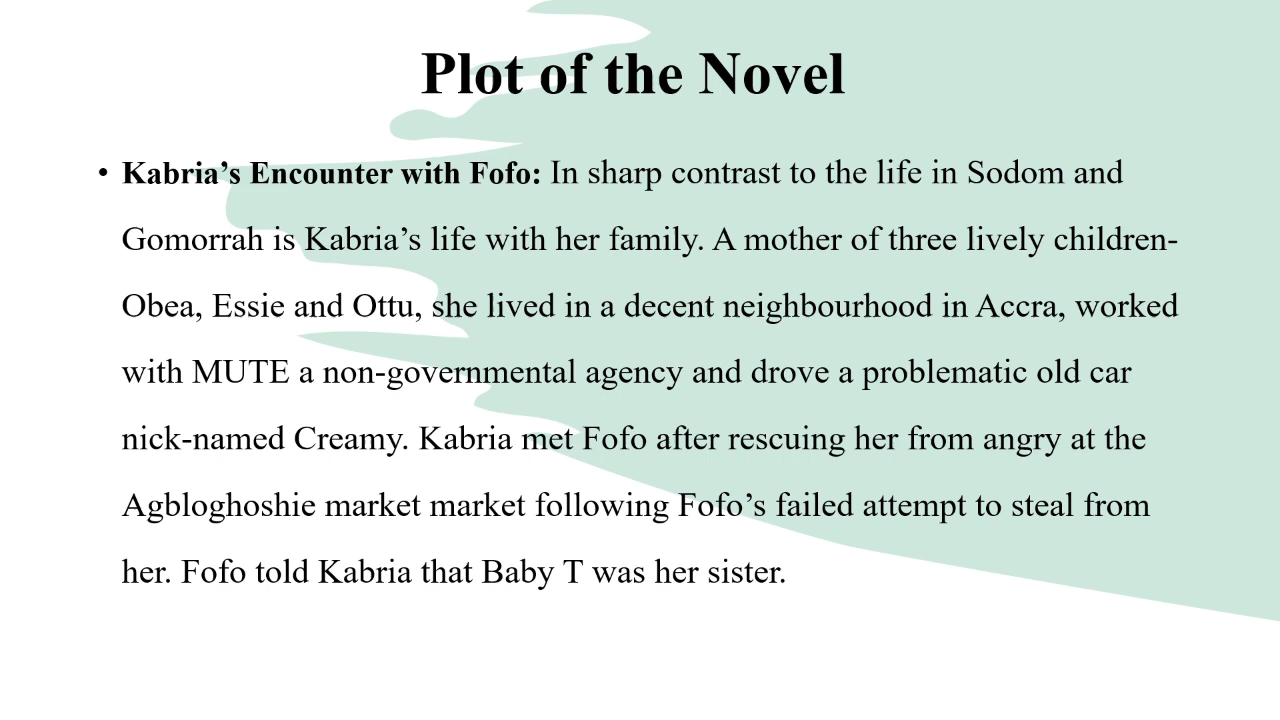 Plot of the Novel
• Kabria’s Encounter with Fofo: In sharp contrast to the life in Sodom and
Gomorrah is Kabria’s life with her family. A mother of three lively children-
Obea, Essie and Ottu, she lived in a decent neighbourhood in Accra, worked
with MUTE a non-governmental agency and drove a problematic old car
nick-named Creamy. Kabria met Fofo after rescuing her from angry at the
Agbloghoshie market market following Fofo’s failed attempt to steal from
her. Fofo told Kabria that Baby T was her sister.